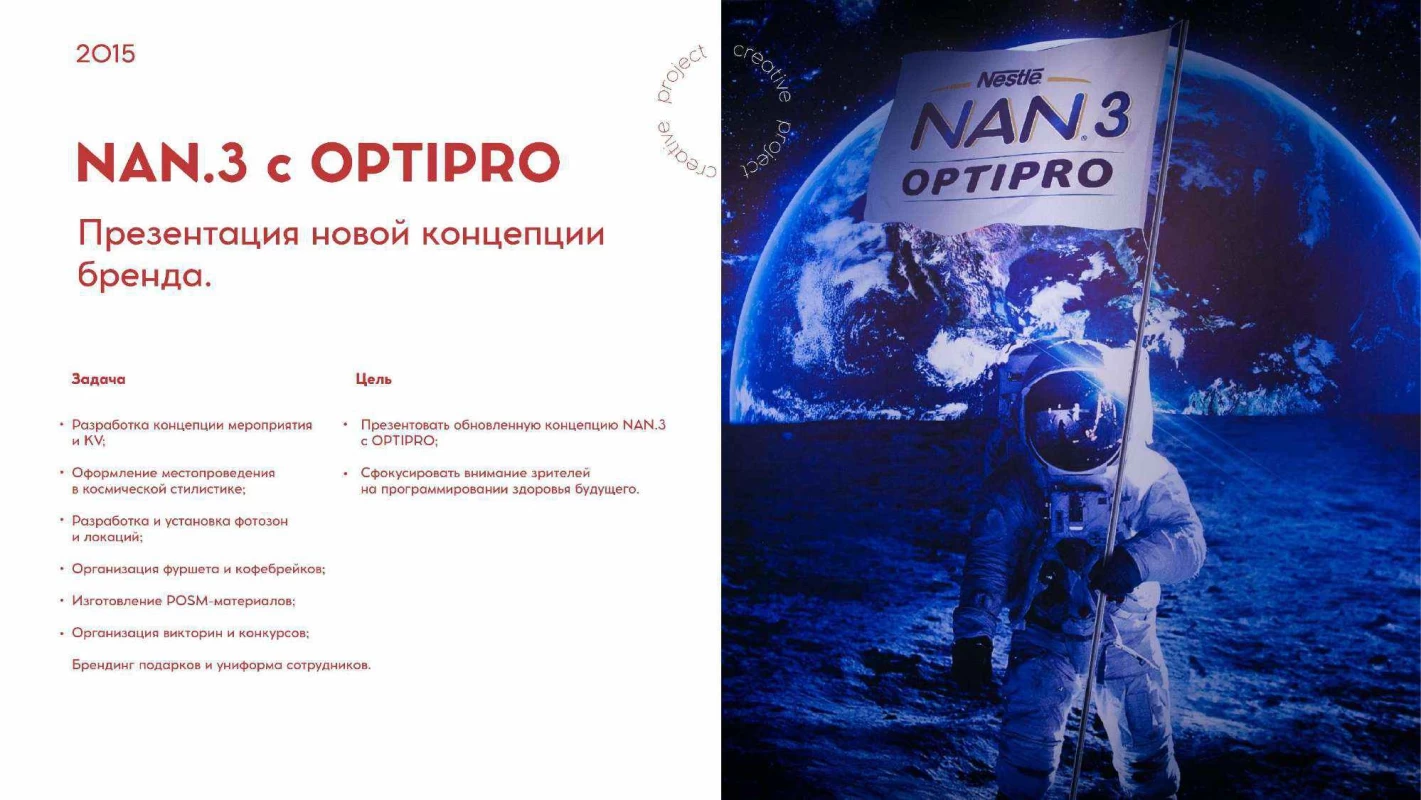 2015
creative project creative project
NAN.3 с OPTIPRO
Презентация новой концепции
бренда.
Задача
• Разработка концепции мероприятия
и KV;
• Оформление местопроведения
в космической стилистике;
• Разработка и установка фотозон
и локаций;
• Организация фуршета и кофебрейков;
• Изготовление POSM-материалов;
• Организация викторин и конкурсов;
Брендинг подарков и униформа сотрудников.
Цель
• Презентовать обновленную концепцию NAN.3
с OPTIPRO;
• Сфокусировать внимание зрителей
на программировании здоровья будущего.
Nestlé
NAN.3
OPTIPRO